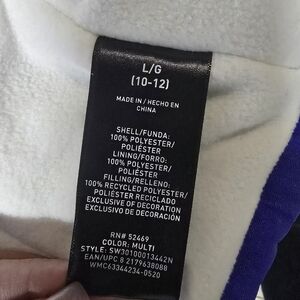 L/G
(10-12)
MADE IN / HECHO EN
CHINA
SHELL/FUNDA:
100% POLYESTER/
POLIÉSTER
LINING/FORRO:
100% POLYESTER/
POLIÉSTER
FILLING/RELLENO:
100% RECYCLED POLYESTER/
POLIÉSTER RECICLADO
EXCLUSIVE OF DECORATION
EXCLUSIVO DE DECORACIÓN
RN# 52469
COLOR: MULTI
STYLE: SW30100013442N
EAN/UPC 8 2179638088
WMC63344234-0520